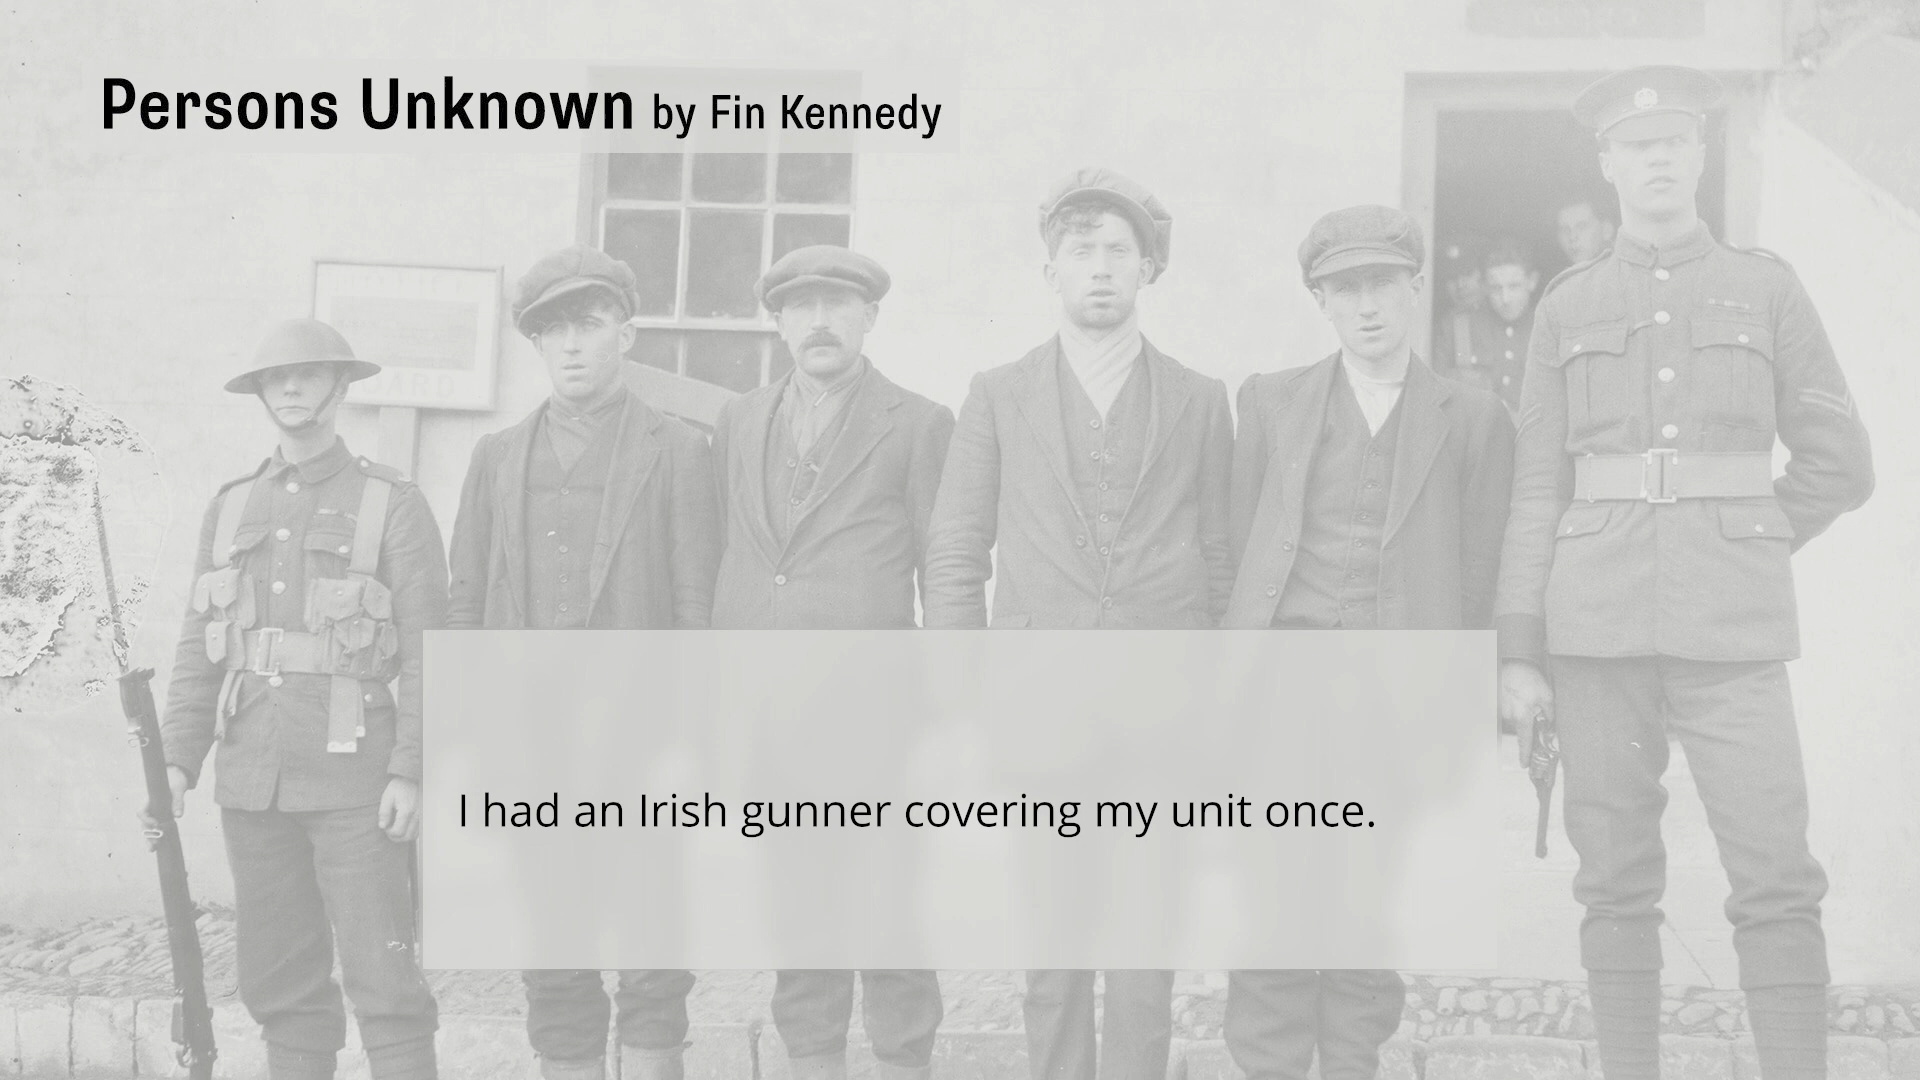 Persons Unknown by Fin Kennedy
I had an Irish gunner covering my unit once.